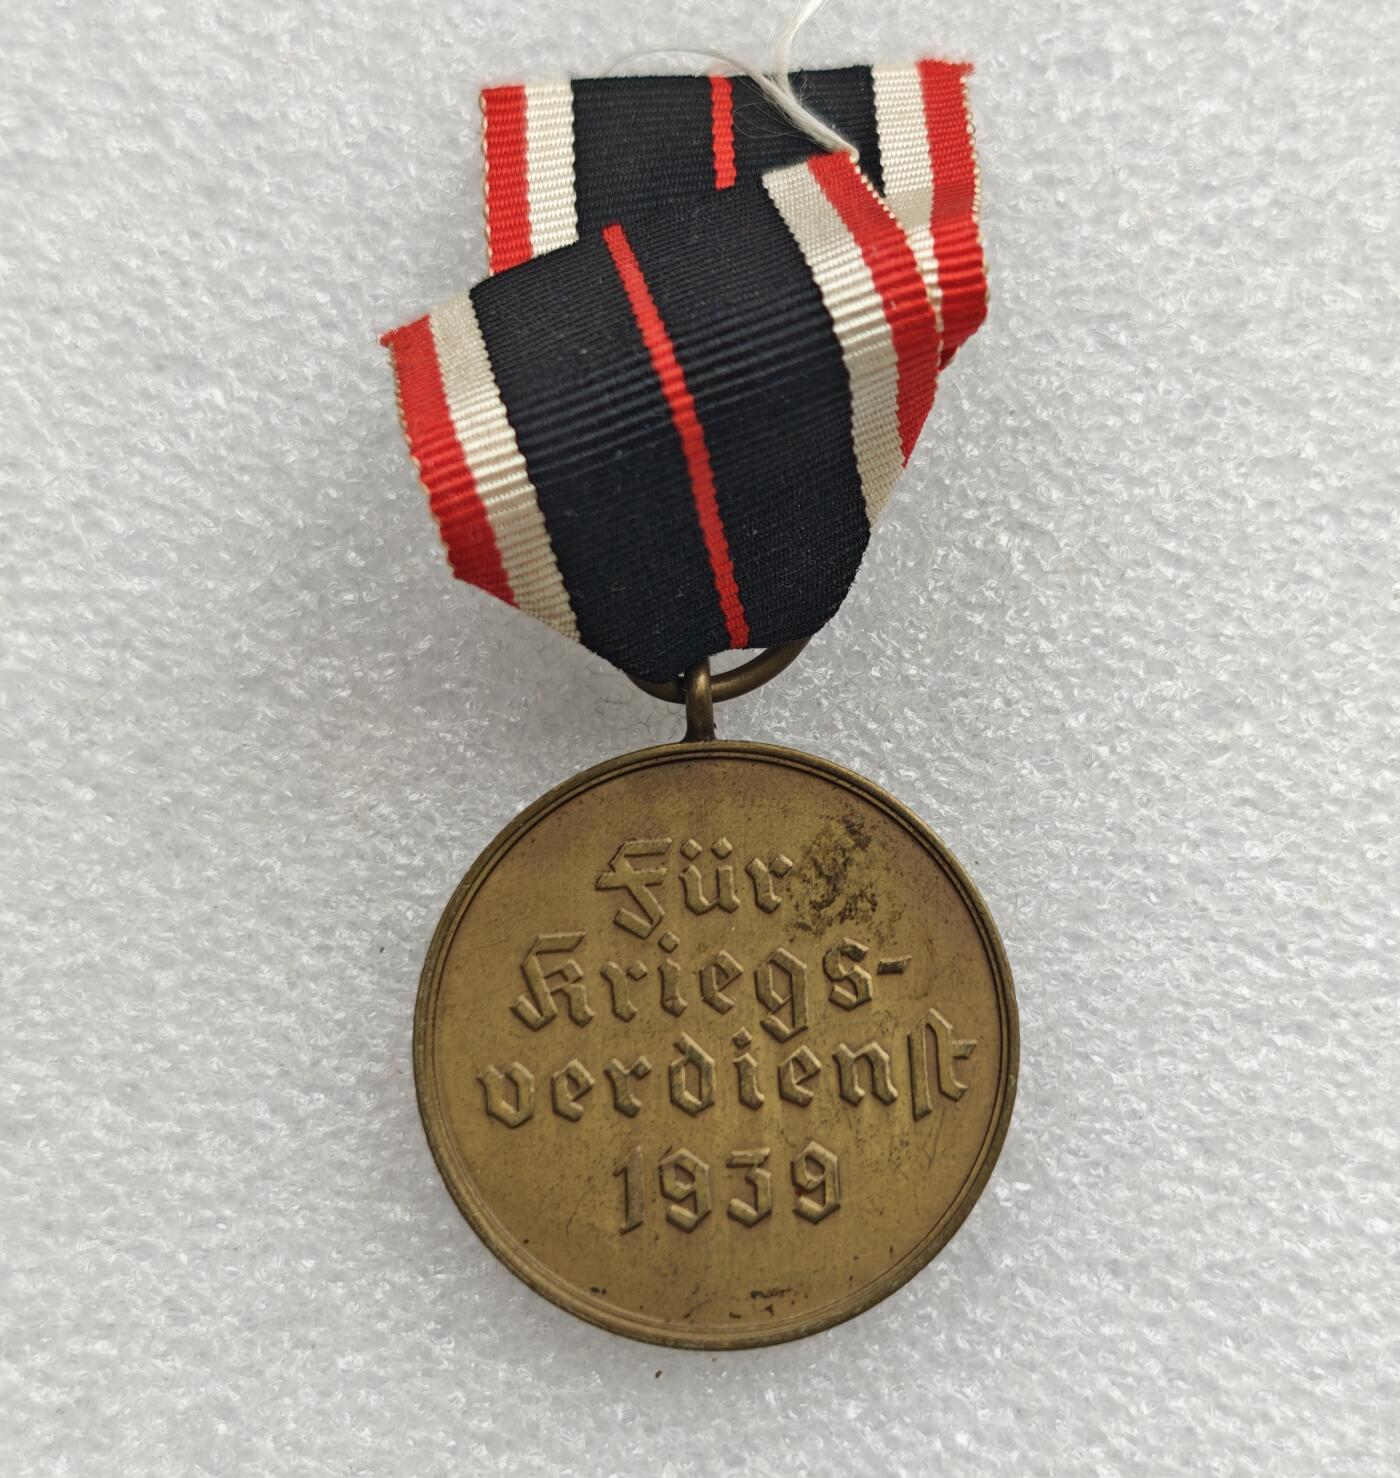 Für
Kriegs-
verdienſt
1939